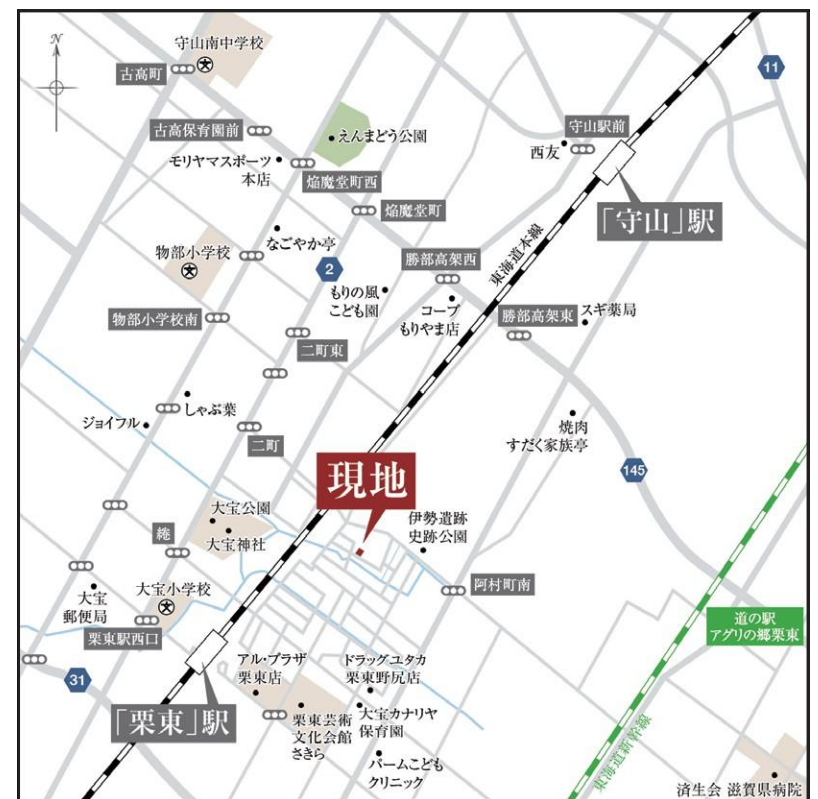 N
守山南中学校
古高町
11
古高保育園前
えんまどう公園
守山駅前
西友
モリヤマスポーツ
本店
焔魔堂町西
焔魔堂町
「守山」駅
なごやか亭
物部小学校
東海道本線
2
勝部高架西
もりの風
こども園
コープ
もりやま店
勝部高架東
スギ薬局
物部小学校南
二町東
しゃぶ葉
ジョイフル
焼肉
すだく家族亭
二町
145
現地
大宝公園
伊勢遺跡
史跡公園
綣
大宝神社
大宝小学校
阿村町南
大宝
郵便局
道の駅
アグリの郷栗東
栗東駅西口
アル・プラザ
栗東店
ドラッグユタカ
栗東野尻店
31
「栗東」駅
栗東芸術
文化会館
さきら
大宝カナリヤ
保育園
東海道新幹線
パームこども
クリニック
済生会 滋賀県病院